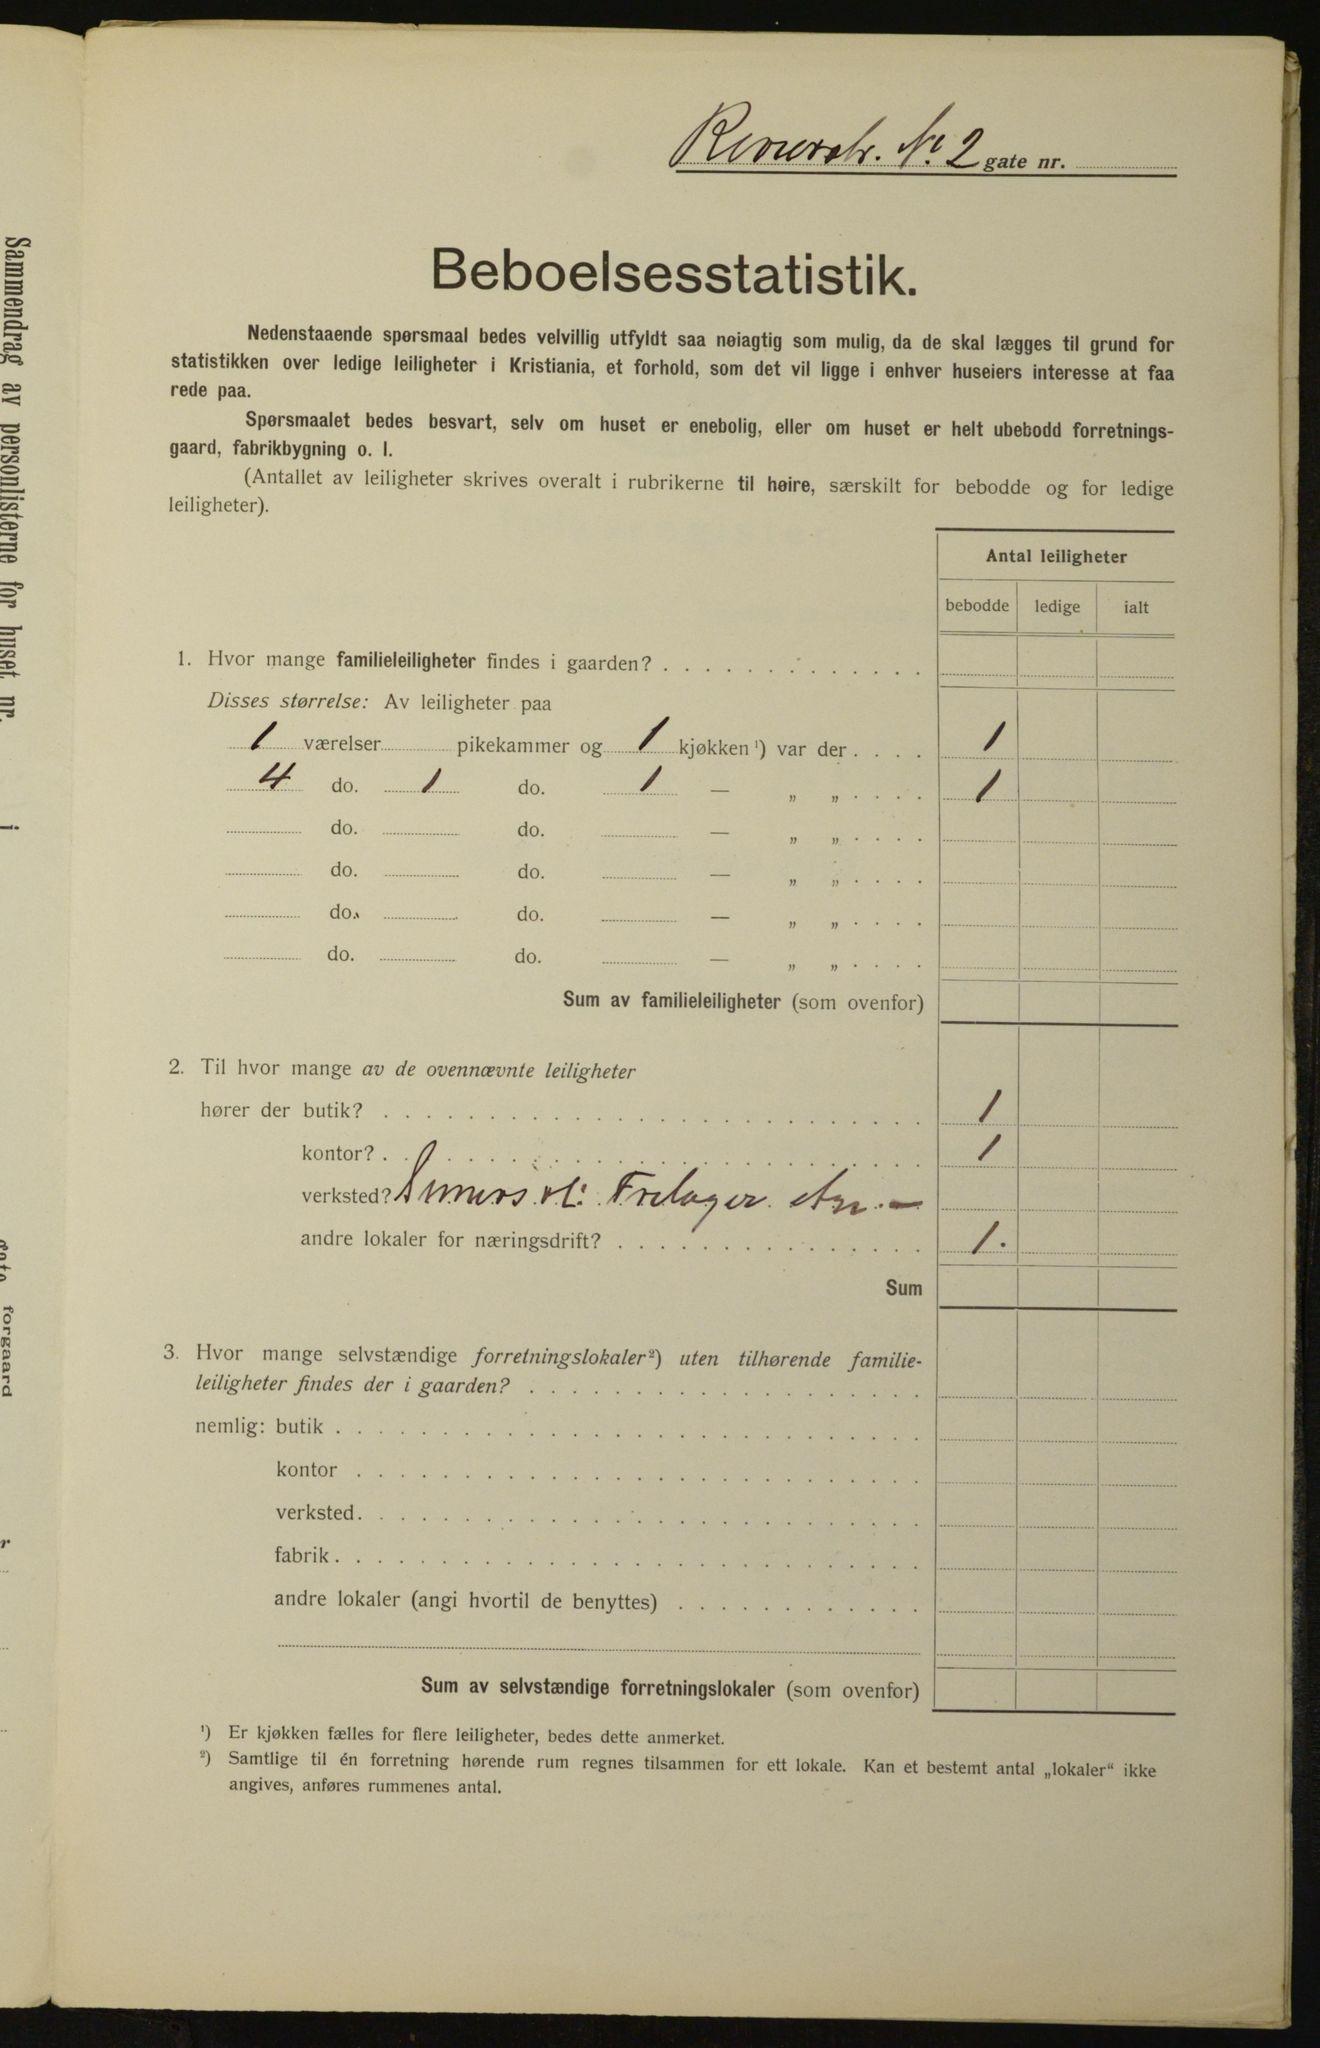 Revierstr. No 2 gate nr.
Beboelsesstatistik.
Nedenstaaende spørsmaal bedes velvillig utfyldt saa nøiagtig som mulig, da de skal lægges til grund for
statistikken over ledige leiligheter i Kristiania, et forhold, som det vil ligge i enhver huseiers interesse at faa
rede paa.
Spørsmaalet bedes besvart, selv om huset er enebolig, eller om huset er helt ubebodd forretnings-
gaard, fabrikbygning o. l.
(Antallet av leiligheter skrives overalt i rubrikerne til høire, særskilt for bebodde og for ledige
leiligheter).
Antal leiligheter
bebodde ledige ialt
1. Hvor mange familieleiligheter findes i gaarden?
Disses størrelse: Av leiligheter paa
1 værelser pikekammer og 1 kjøkken ¹) var der 1
4 do. 1 do. 1 — „ „ 1
do. do. — „ „
do. do. — „ „
do. do. — „ „
do. do. — „ „
Sum av familieleiligheter (som ovenfor)
2. Til hvor mange av de ovennævnte leiligheter
hører der butik? 1
kontor? 1
verksted? Trelager
andre lokaler for næringsdrift? 1.
Sum
3. Hvor mange selvstændige forretningslokaler²) uten tilhørende familie-
leiligheter findes der i gaarden?
nemlig: butik
kontor
verksted
fabrik
andre lokaler (angi hvortil de benyttes)
Sum av selvstændige forretningslokaler (som ovenfor)
¹) Er kjøkken fælles for flere leiligheter, bedes dette anmerket.
²) Samtlige til én forretning hørende rum regnes tilsammen for ett lokale. Kan et bestemt antal „lokaler“ ikke
angives, anføres rummenes antal.
Sammendrag av personlisterne for huset nr. i
gate forgaard